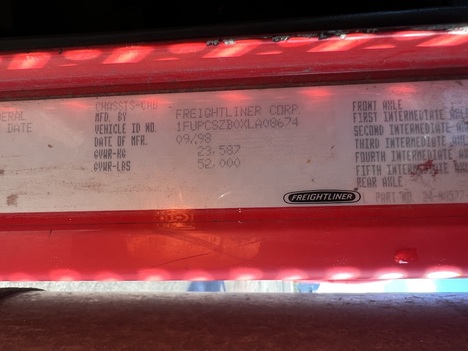 CHASSIS-CAB
MFD. BY FREIGHTLINER CORP.
VEHICLE ID NO.
DATE OF MFR. 09/98
GVWR-KG 23,587
GVWR-LBS 52,000
DATE
FRONT AXLE
FIRST INTERMEDIATE
SECOND INTERMEDIATE
THIRD INTERMEDIATE
FOURTH INTERMEDIATE
FIFTH INTERMEDIATE
REAR AXLE
PART NO.
FREIGHTLINER